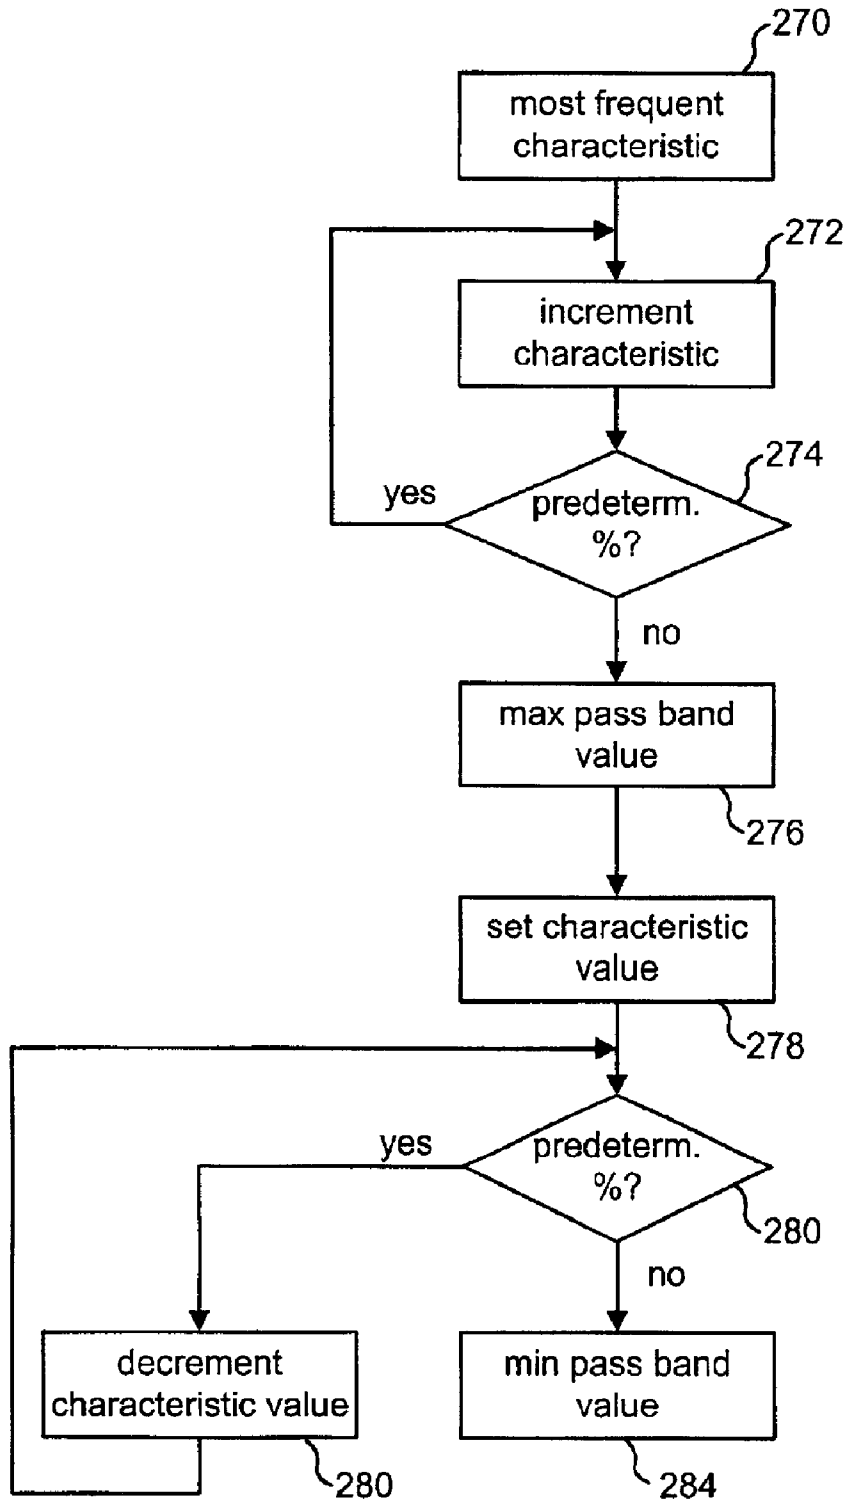 270
most frequent
characteristic
272
increment
characteristic
274
yes
predeterm.
%?
no
max pass band
value
276
set characteristic
value
278
yes
predeterm.
%?
280
no
decrement
characteristic value
280
min pass band
value
284